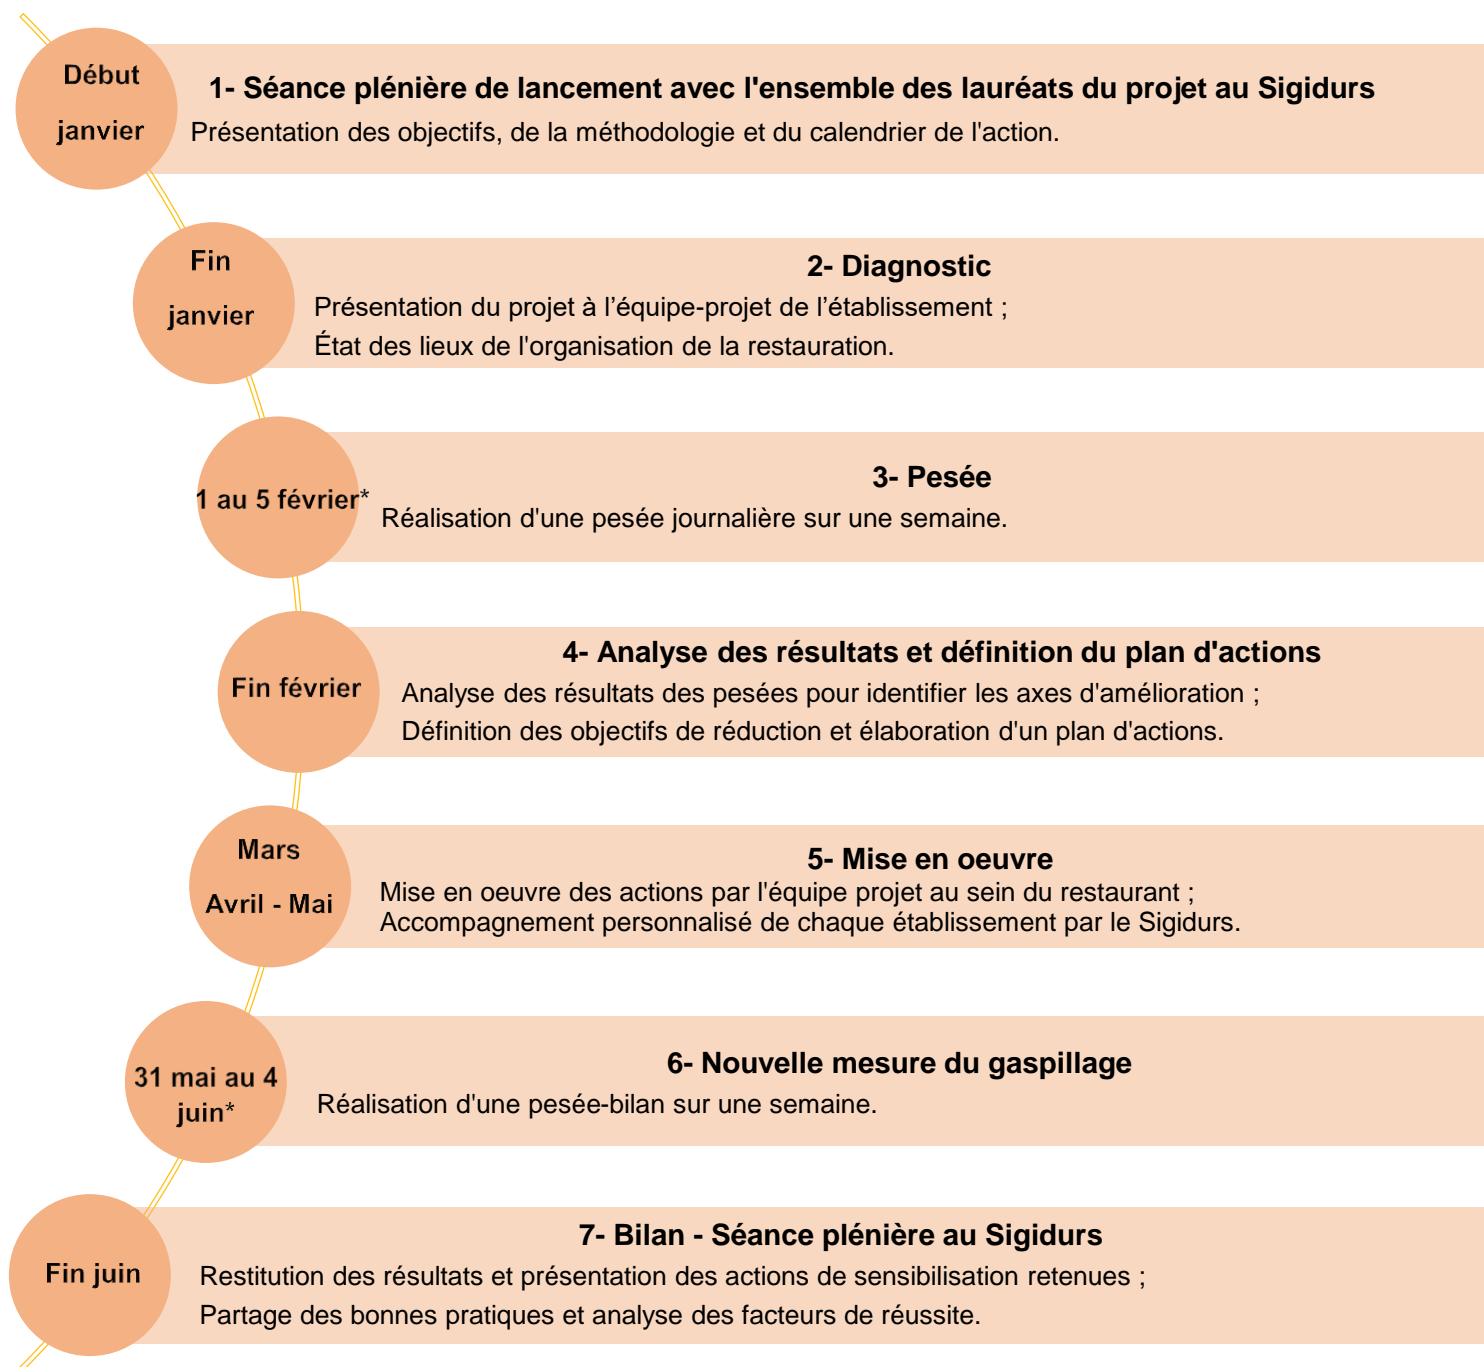 Début
janvier
1- Séance plénière de lancement avec l'ensemble des lauréats du projet au Sigidurs
Présentation des objectifs, de la méthodologie et du calendrier de l'action.
Fin
janvier
2- Diagnostic
Présentation du projet à l’équipe-projet de l’établissement ;
État des lieux de l'organisation de la restauration.
1 au 5 février*
3- Pesée
Réalisation d'une pesée journalière sur une semaine.
Fin février
4- Analyse des résultats et définition du plan d'actions
Analyse des résultats des pesées pour identifier les axes d'amélioration ;
Définition des objectifs de réduction et élaboration d'un plan d'actions.
Mars
Avril - Mai
5- Mise en oeuvre
Mise en oeuvre des actions par l'équipe projet au sein du restaurant ;
Accompagnement personnalisé de chaque établissement par le Sigidurs.
31 mai au 4
juin*
6- Nouvelle mesure du gaspillage
Réalisation d'une pesée-bilan sur une semaine.
Fin juin
7- Bilan - Séance plénière au Sigidurs
Restitution des résultats et présentation des actions de sensibilisation retenues ;
Partage des bonnes pratiques et analyse des facteurs de réussite.